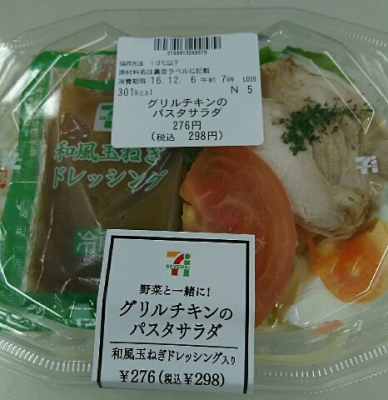 保存方法 10℃以下
原材料名は裏面ラベルに記載
消費期限 16.12. 6 午前 7時 L000
301kcal N 5
グリルチキンの
パスタサラダ
276円
(税込 298円)
和風玉ねぎ
ドレッシング
冷
7
ELEVEN
野菜と一緒に!
グリルチキンの
パスタサラダ
和風玉ねぎドレッシング入り
¥276(税込¥298)